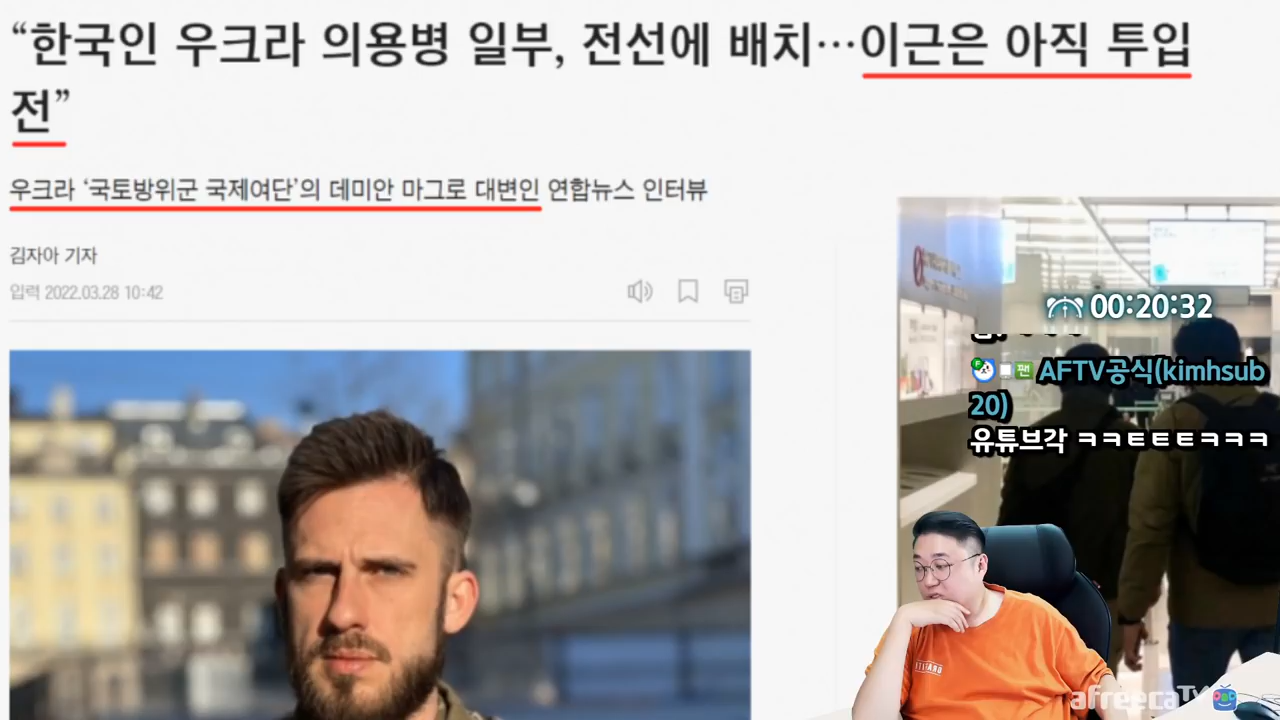 “한국인 우크라 의용병 일부, 전선에 배치…이근은 아직 투입
전”
우크라 ‘국토방위군 국제여단’의 데미안 마그로 대변인 연합뉴스 인터뷰
김자아 기자
입력 2022.03.28 10:42
00:20:32
팬 AFTV공식(kimhsub
20)
유튜브각 ㅋㅋㅌㅌㅌㅋㅋㅋ
afreecaTV